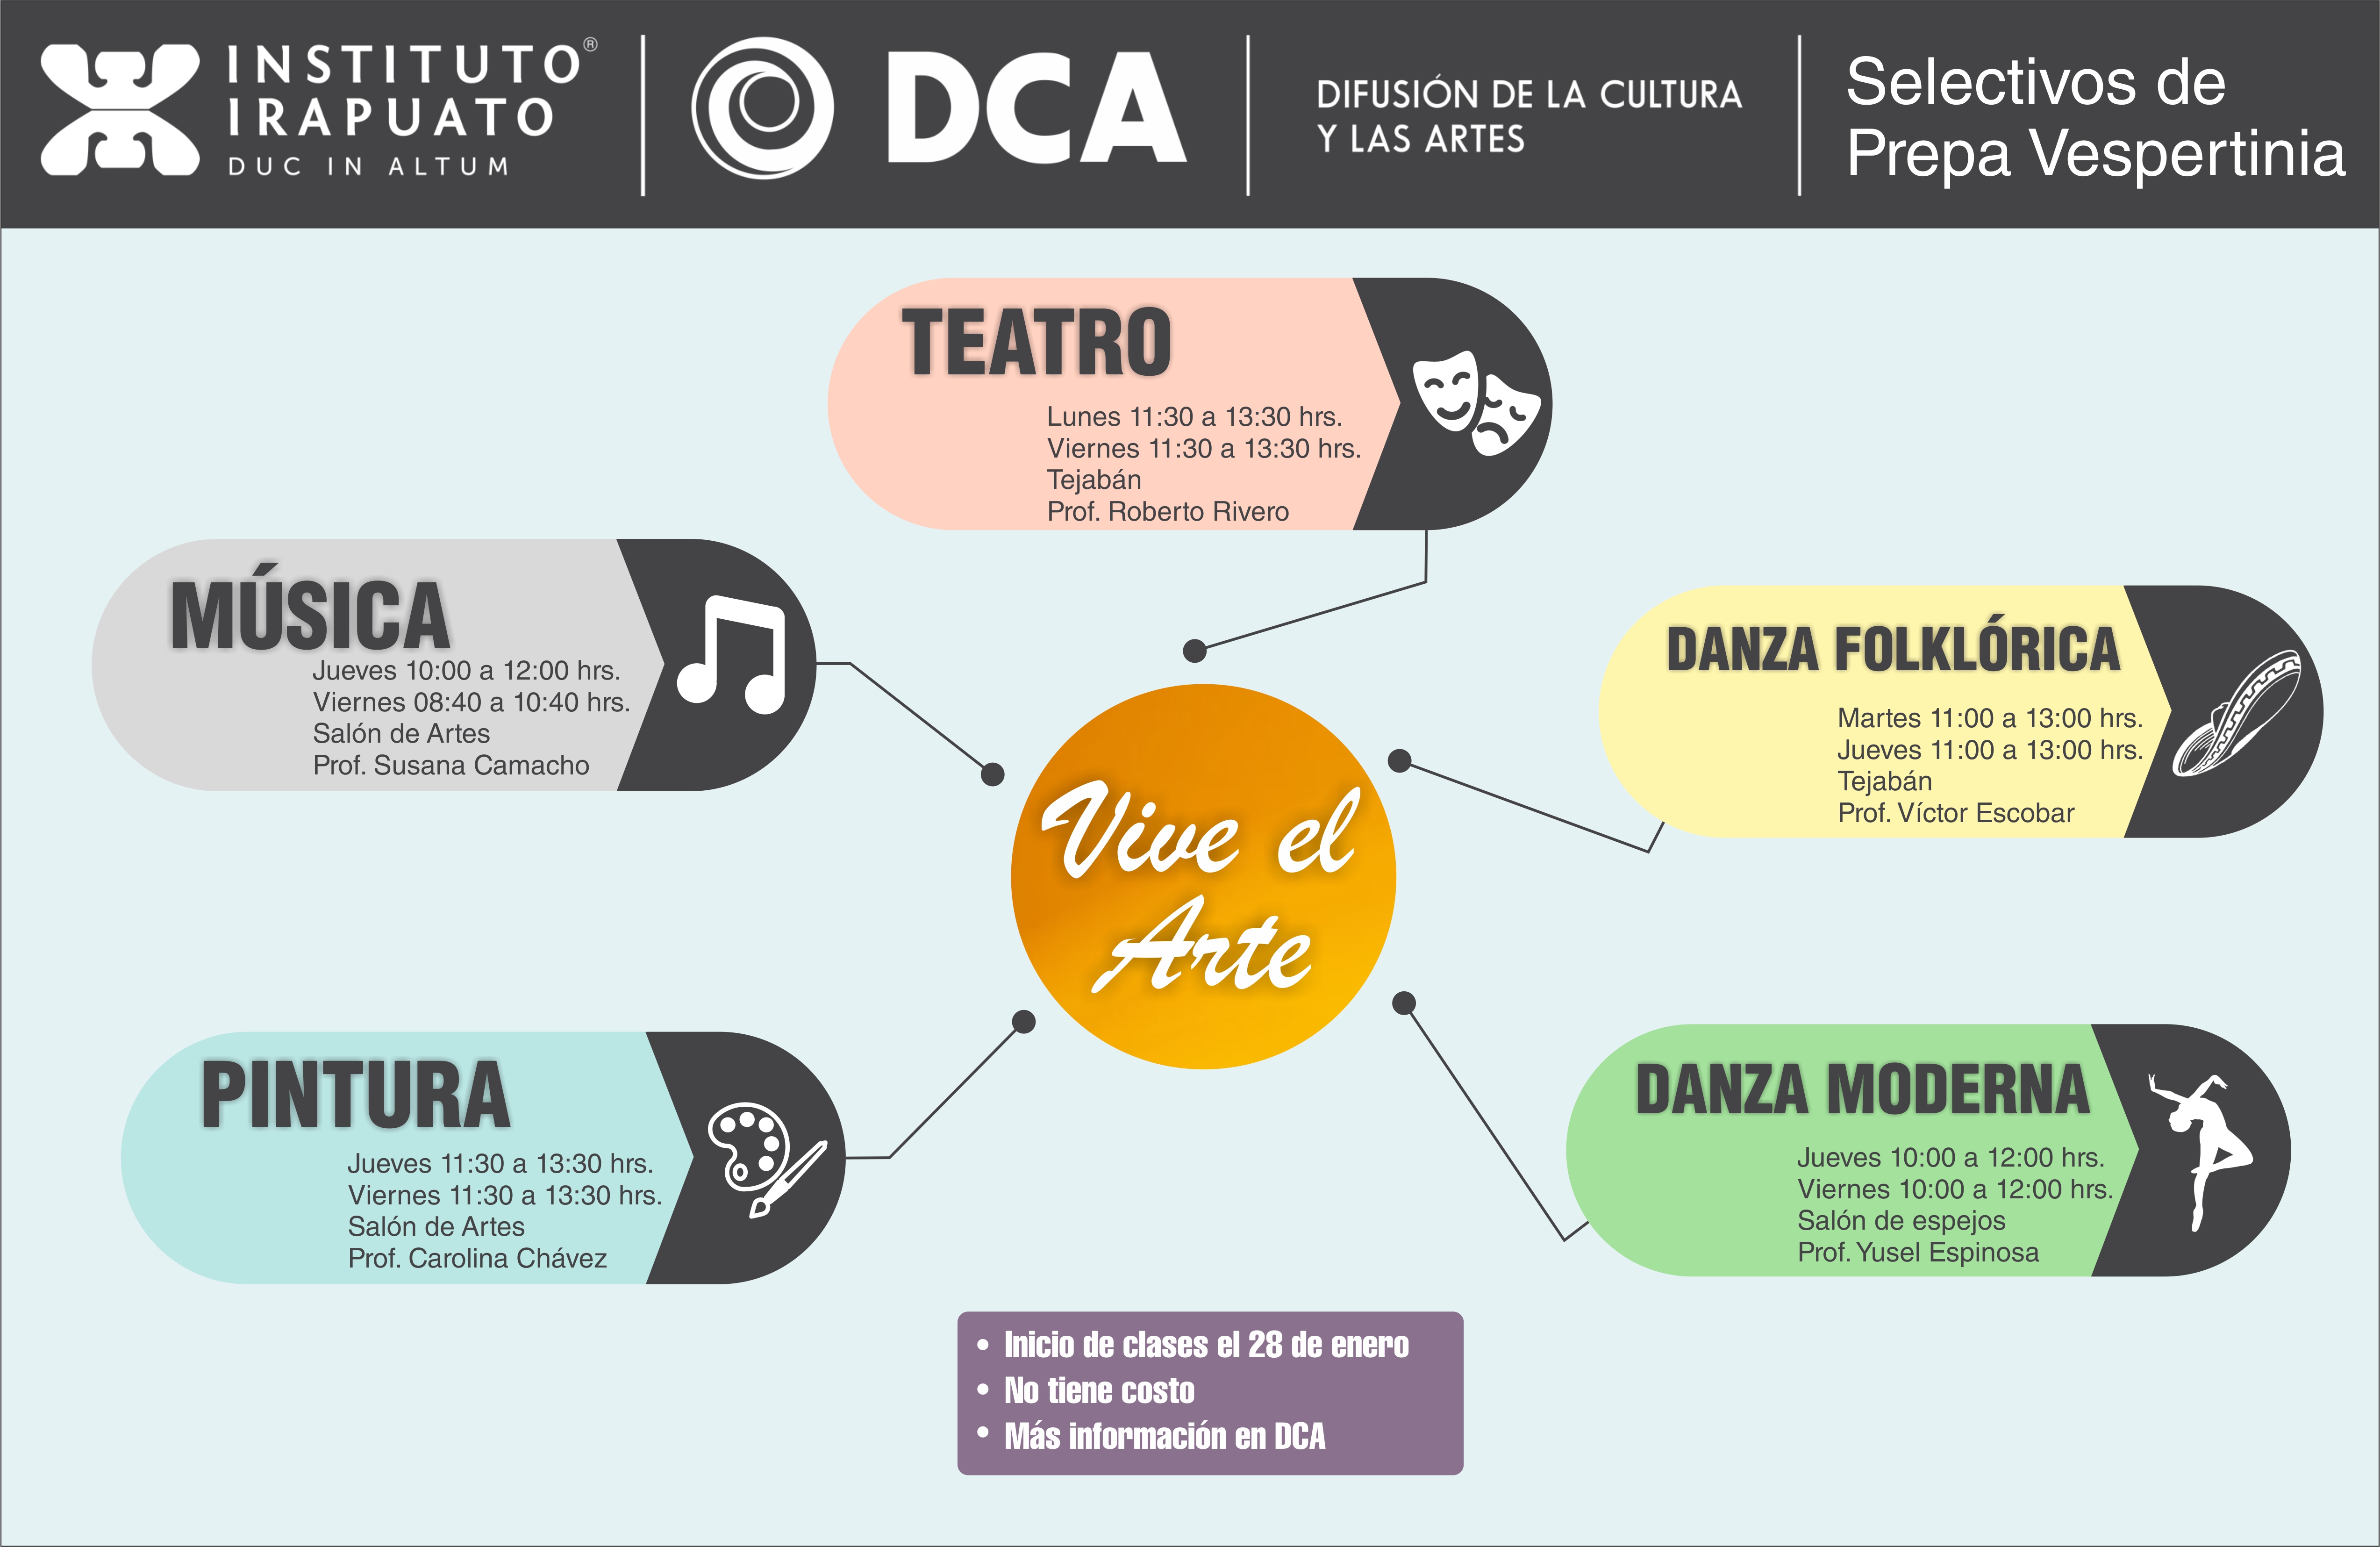 INSTITUTO®
IRAPUATO
DUC IN ALTUM
DCA
DIFUSIÓN DE LA CULTURA
Y LAS ARTES
Selectivos de
Prepa Vespertinia
TEATRO
Lunes 11:30 a 13:30 hrs.
Viernes 11:30 a 13:30 hrs.
Tejabán
Prof. Roberto Rivero
MÚSICA
Jueves 10:00 a 12:00 hrs.
Viernes 08:40 a 10:40 hrs.
Salón de Artes
Prof. Susana Camacho
DANZA FOLKLÓRICA
Martes 11:00 a 13:00 hrs.
Jueves 11:00 a 13:00 hrs.
Tejabán
Prof. Víctor Escobar
Vive el
Arte
PINTURA
Jueves 11:30 a 13:30 hrs.
Viernes 11:30 a 13:30 hrs.
Salón de Artes
Prof. Carolina Chávez
DANZA MODERNA
Jueves 10:00 a 12:00 hrs.
Viernes 10:00 a 12:00 hrs.
Salón de espejos
Prof. Yusel Espinosa
• Inicio de clases el 28 de enero
• No tiene costo
• Más información en DCA